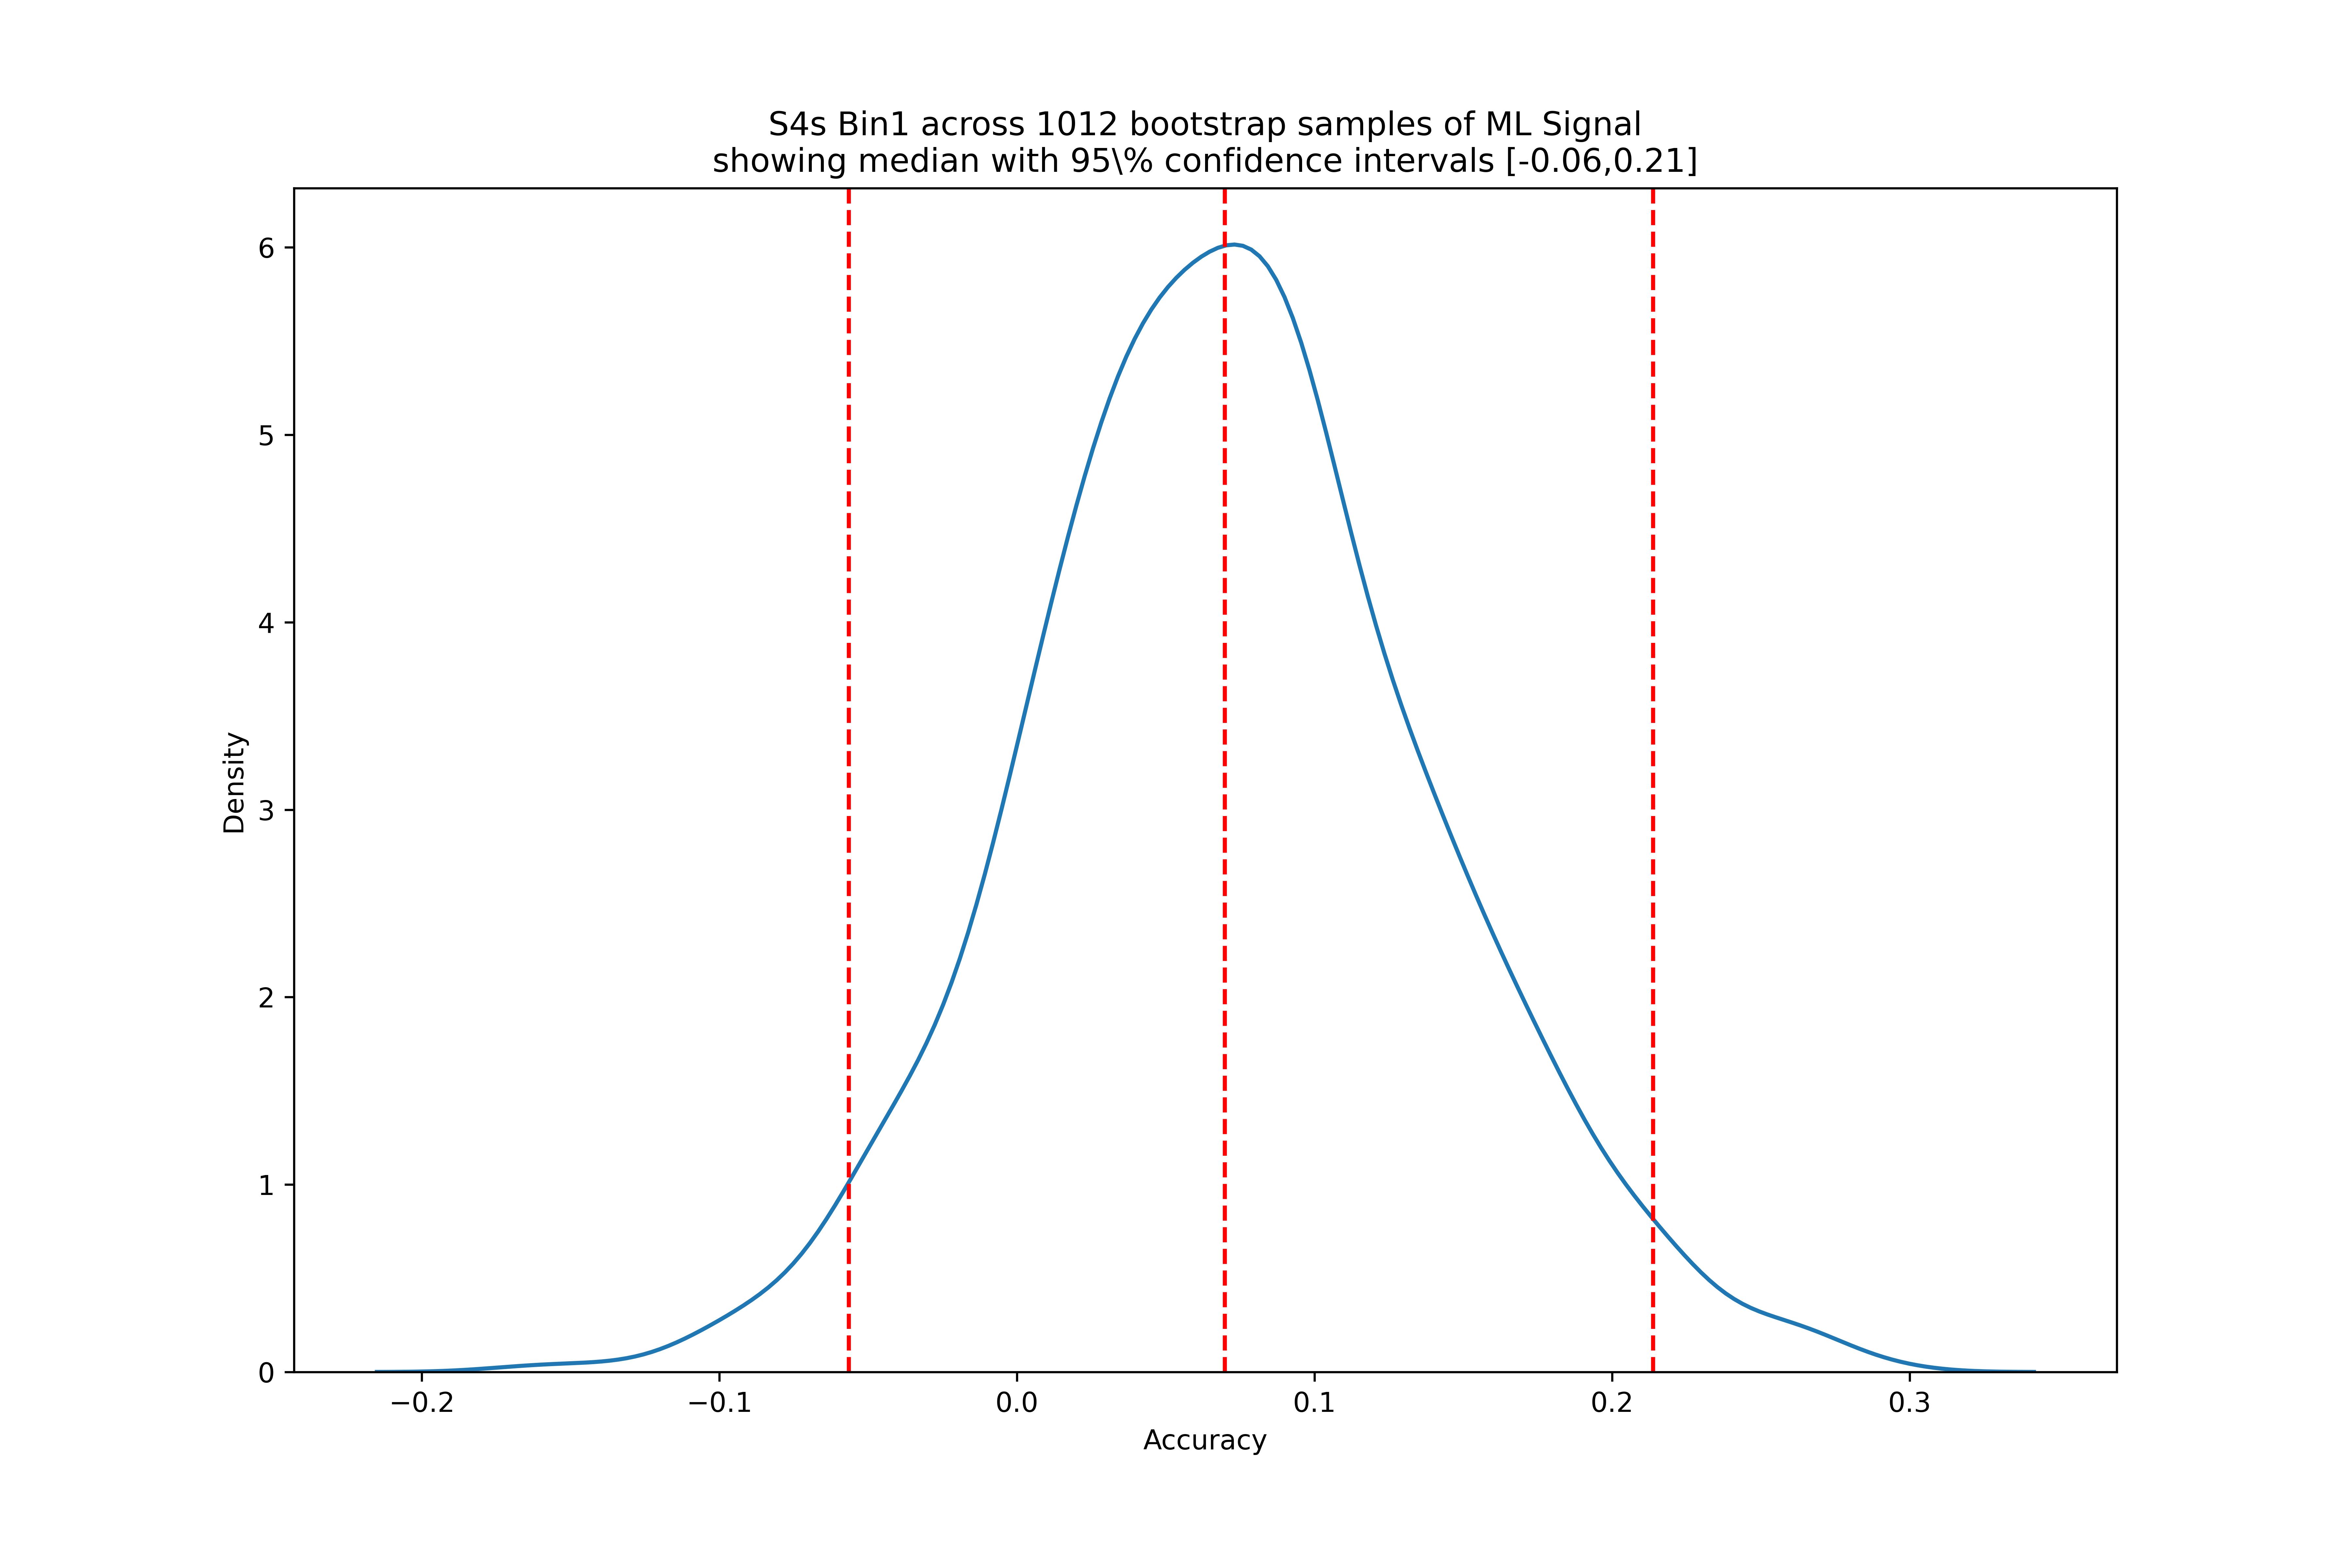 S4s Bin1 across 1012 bootstrap samples of ML Signal
showing median with 95\% confidence intervals [-0.06,0.21]
6
5
4
3
2
1
0
Density
−0.2 −0.1 0.0 0.1 0.2 0.3
Accuracy